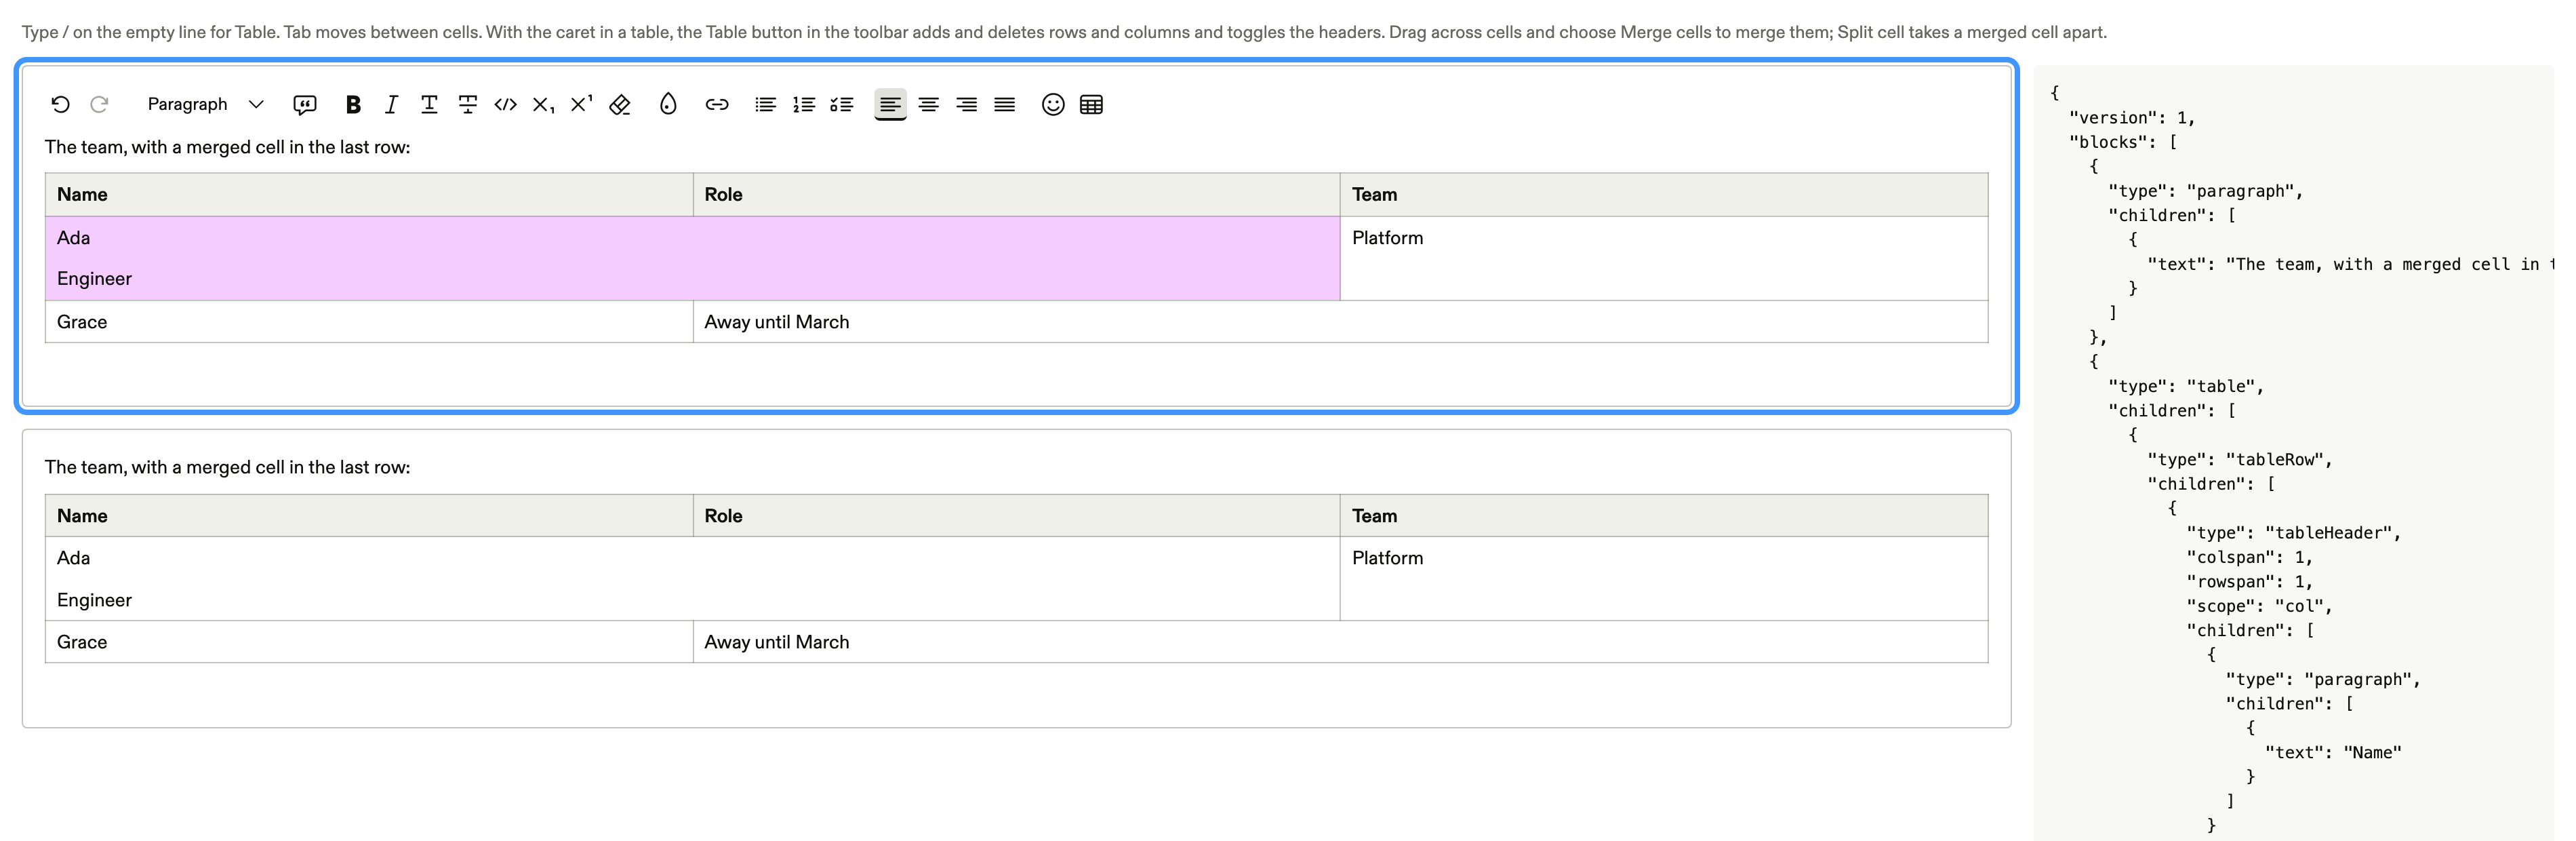 Type / on the empty line for Table. Tab moves between cells. With the caret in a table, the Table button in the toolbar adds and deletes rows and columns and toggles the headers. Drag across cells and choose Merge cells to merge them; Split cell takes a merged cell apart.
Paragraph
The team, with a merged cell in the last row:
Name Role Team
Ada Platform
Engineer
Grace Away until March
The team, with a merged cell in the last row:
Name Role Team
Ada Platform
Engineer
Grace Away until March
{
"version": 1,
"blocks": [
{
"type": "paragraph",
"children": [
{
"text": "The team, with a merged cell in
}
]
},
{
"type": "table",
"children": [
{
"type": "tableRow",
"children": [
{
"type": "tableHeader",
"colspan": 1,
"rowspan": 1,
"scope": "col",
"children": [
{
"type": "paragraph",
"children": [
{
"text": "Name"
}
]
}